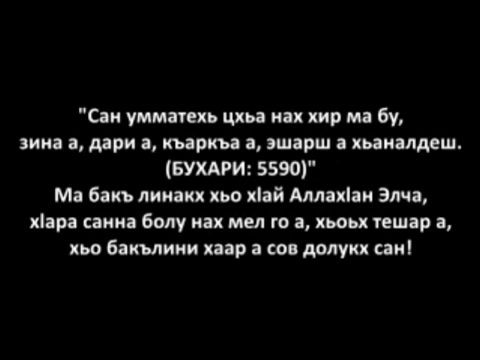 "Сан умматехь цхьа нах хир ма бу,
зина а, дари а, къаркъа а, эшарш а хьаналдеш.
(БУХАРИ: 5590)"
Ма бакъ линакх хьо хlай Аллахlан Элча,
хlара санна болу нах мел го а, хьоьх тешар а,
хьо бакълини хаар а сов долукх сан!